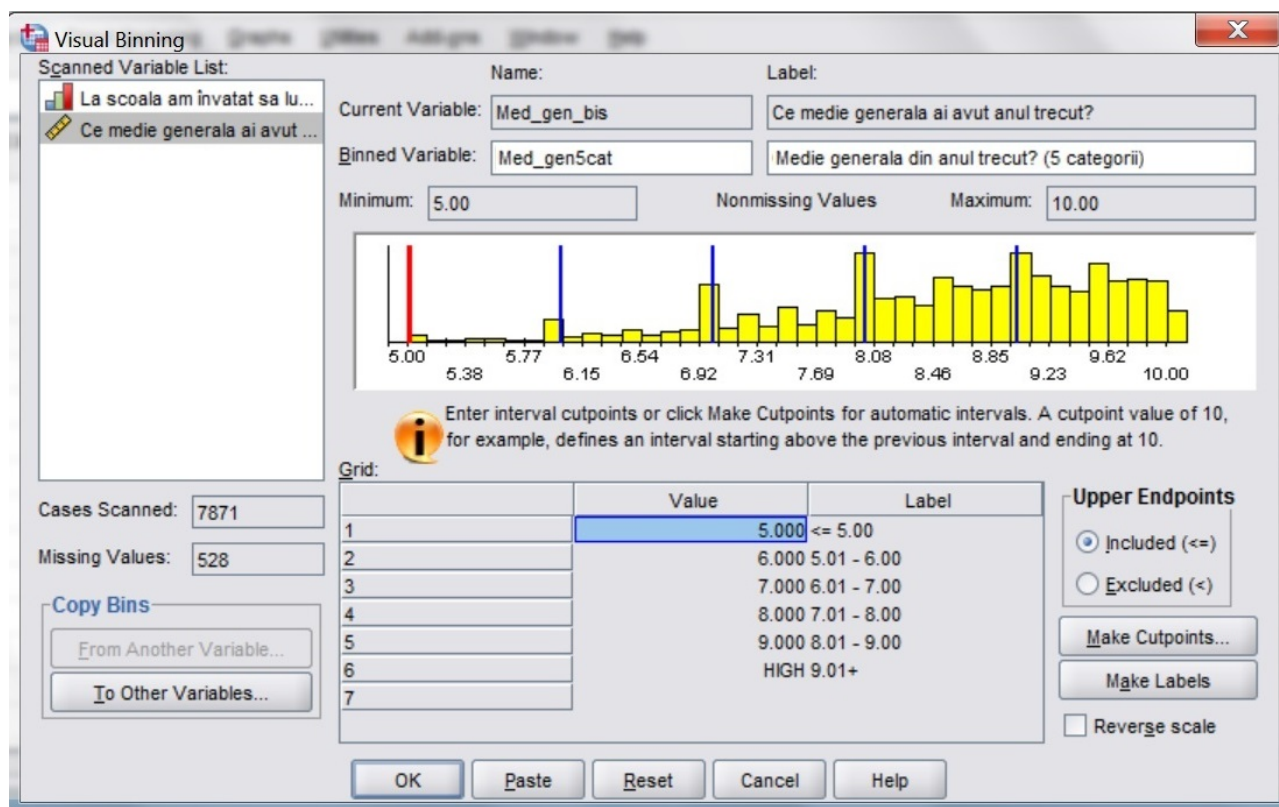 Visual Binning
Graphs Utilities Add-gns Window Help
X
Scanned Variable List:
La scoala am învatat sa lu...
Ce medie generala ai avut ...
Name:
Label:
Current Variable: Med_gen_bis Ce medie generala ai avut anul trecut?
Binned Variable: Med_gen5cat Medie generala din anul trecut? (5 categorii)
Minimum: 5.00 Nonmissing Values Maximum: 10.00
5.00 5.77 6.54 7.31 8.08 8.85 9.62
5.38 6.15 6.92 7.69 8.46 9.23 10.00
i
Enter interval cutpoints or click Make Cutpoints for automatic intervals. A cutpoint value of 10,
for example, defines an interval starting above the previous interval and ending at 10.
Grid:
Value Label
1 5.000 <= 5.00
2 6.000 5.01 - 6.00
3 7.000 6.01 - 7.00
4 8.000 7.01 - 8.00
5 9.000 8.01 - 9.00
6 HIGH 9.01+
7
Cases Scanned: 7871
Missing Values: 528
Copy Bins
From Another Variable...
To Other Variables...
Upper Endpoints
Included (<=)
Excluded (<)
Make Cutpoints...
Make Labels
Reverse scale
OK Paste Reset Cancel Help